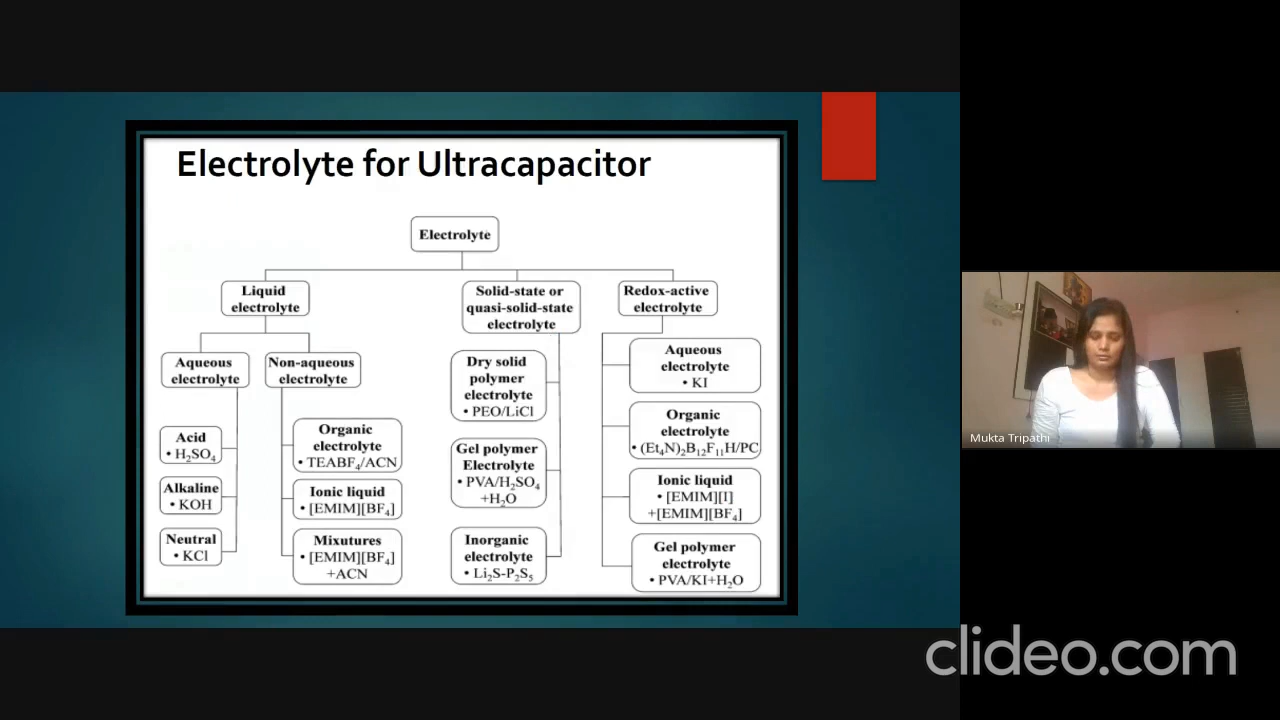 Electrolyte for Ultracapacitor
Electrolyte
Liquid
electrolyte
Aqueous
electrolyte
Acid
• H₂SO₄
Alkaline
• KOH
Neutral
• KCl
Non-aqueous
electrolyte
Organic
electrolyte
• TEABF₄/ACN
Ionic liquid
• [EMIM][BF₄]
Mixutures
• [EMIM][BF₄]
+ACN
Solid-state or
quasi-solid-state
electrolyte
Dry solid
polymer
electrolyte
• PEO/LiCl
Gel polymer
Electrolyte
• PVA/H₂SO₄
+H₂O
Inorganic
electrolyte
• Li₂S-P₂S₅
Redox-active
electrolyte
Aqueous
electrolyte
• KI
Organic
electrolyte
• (Et₄N)₂B₁₂F₁₁H/PC
Ionic liquid
• [EMIM][I]
+[EMIM][BF₄]
Gel polymer
electrolyte
• PVA/KI+H₂O
Mukta Tripathi
clideo.com